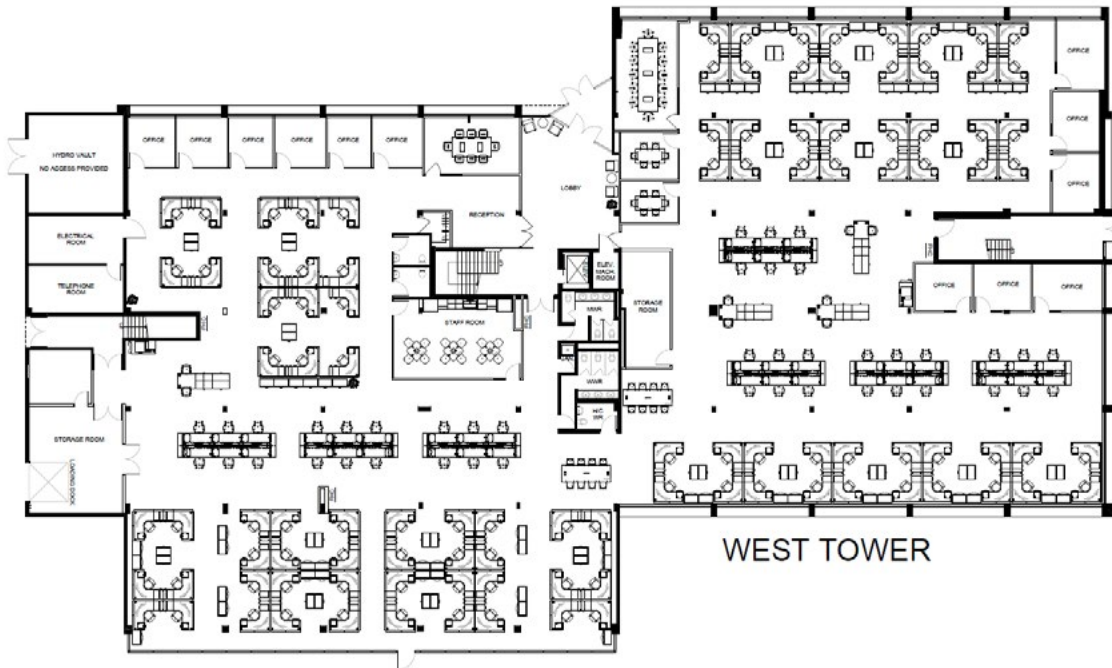 OFFICE
OFFICE
OFFICE
OFFICE
OFFICE
OFFICE
OFFICE
OFFICE
OFFICE
HYDRO VAULT
NO ACCESS PROVIDED
LOBBY
RECEPTION
ELECTRICAL
ROOM
TELEPHONE
ROOM
ELEV.
MACH.
ROOM
STORAGE
ROOM
OFFICE
OFFICE
OFFICE
STAFF ROOM
MWR
WWR
H/C
WR
STORAGE ROOM
LOADING DOCK
WEST TOWER